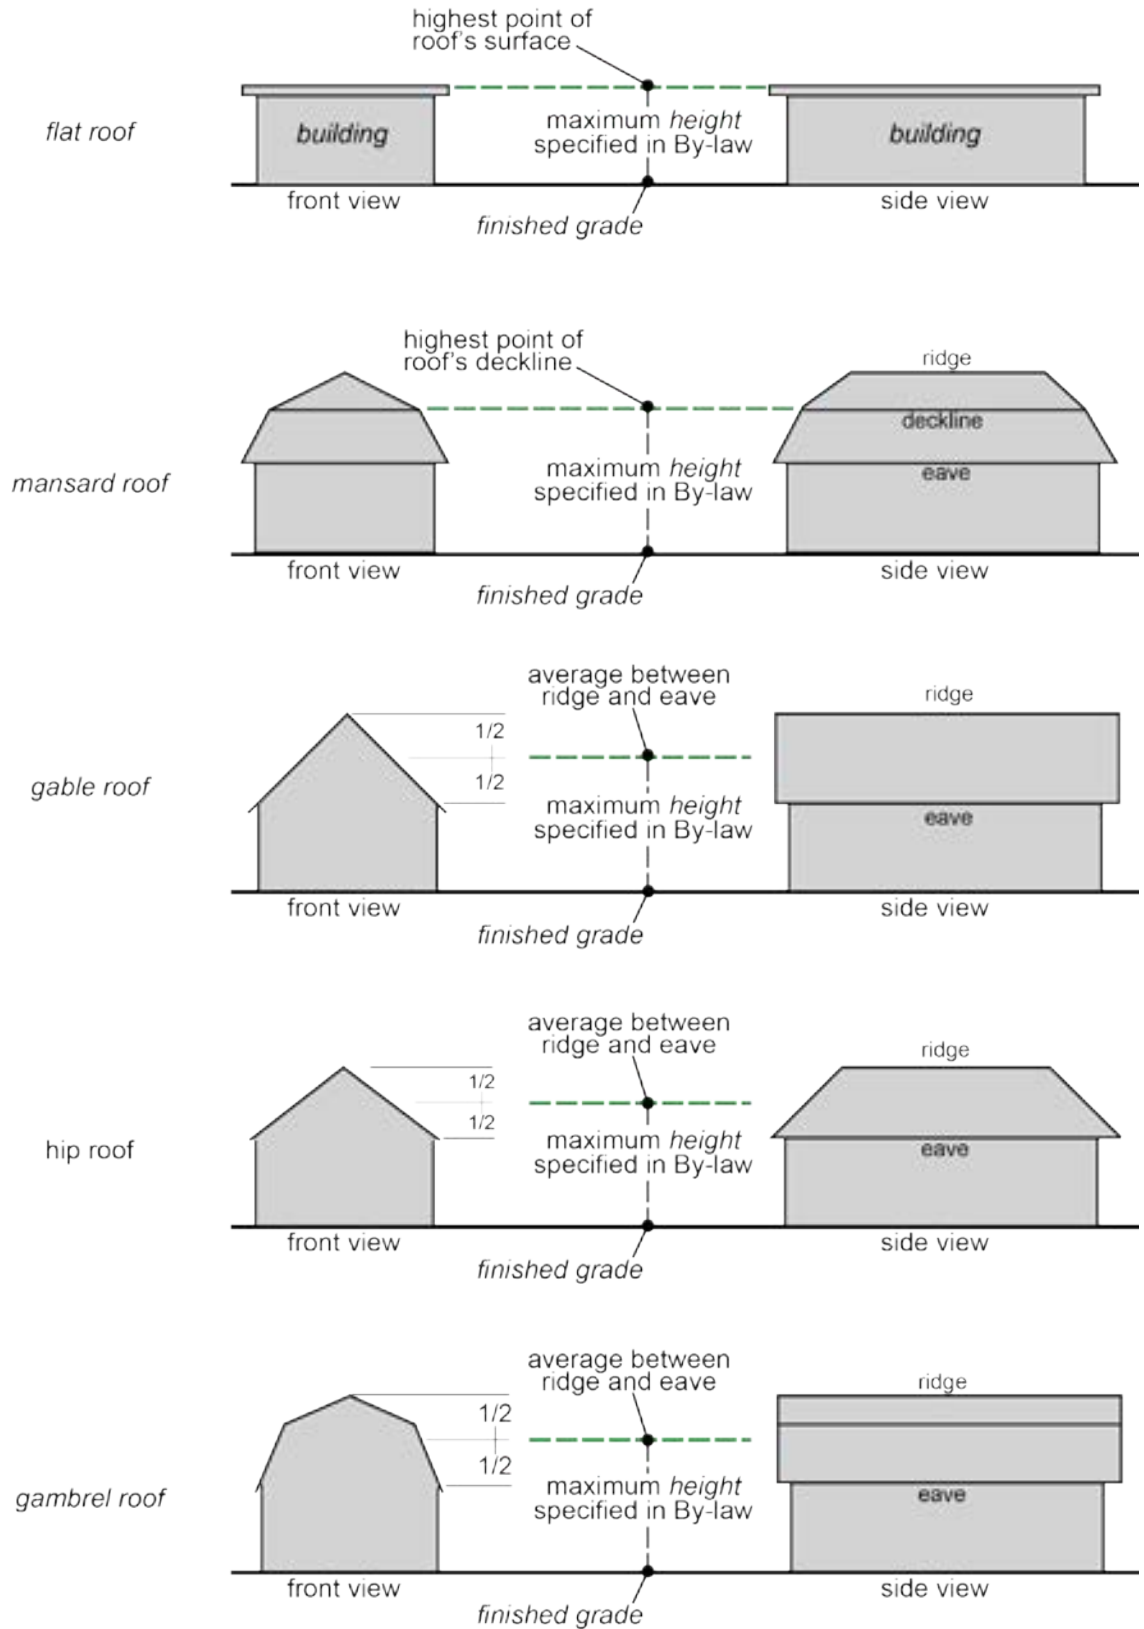 highest point of
roof's surface
flat roof
building
maximum height
specified in By-law
building
front view
side view
finished grade
highest point of
roof's deckline
ridge
deckline
mansard roof
maximum height
specified in By-law
eave
front view
side view
finished grade
average between
ridge and eave
ridge
1/2
1/2
gable roof
maximum height
specified in By-law
eave
front view
side view
finished grade
average between
ridge and eave
ridge
1/2
1/2
hip roof
maximum height
specified in By-law
eave
front view
side view
finished grade
average between
ridge and eave
ridge
1/2
1/2
gambrel roof
maximum height
specified in By-law
eave
front view
side view
finished grade